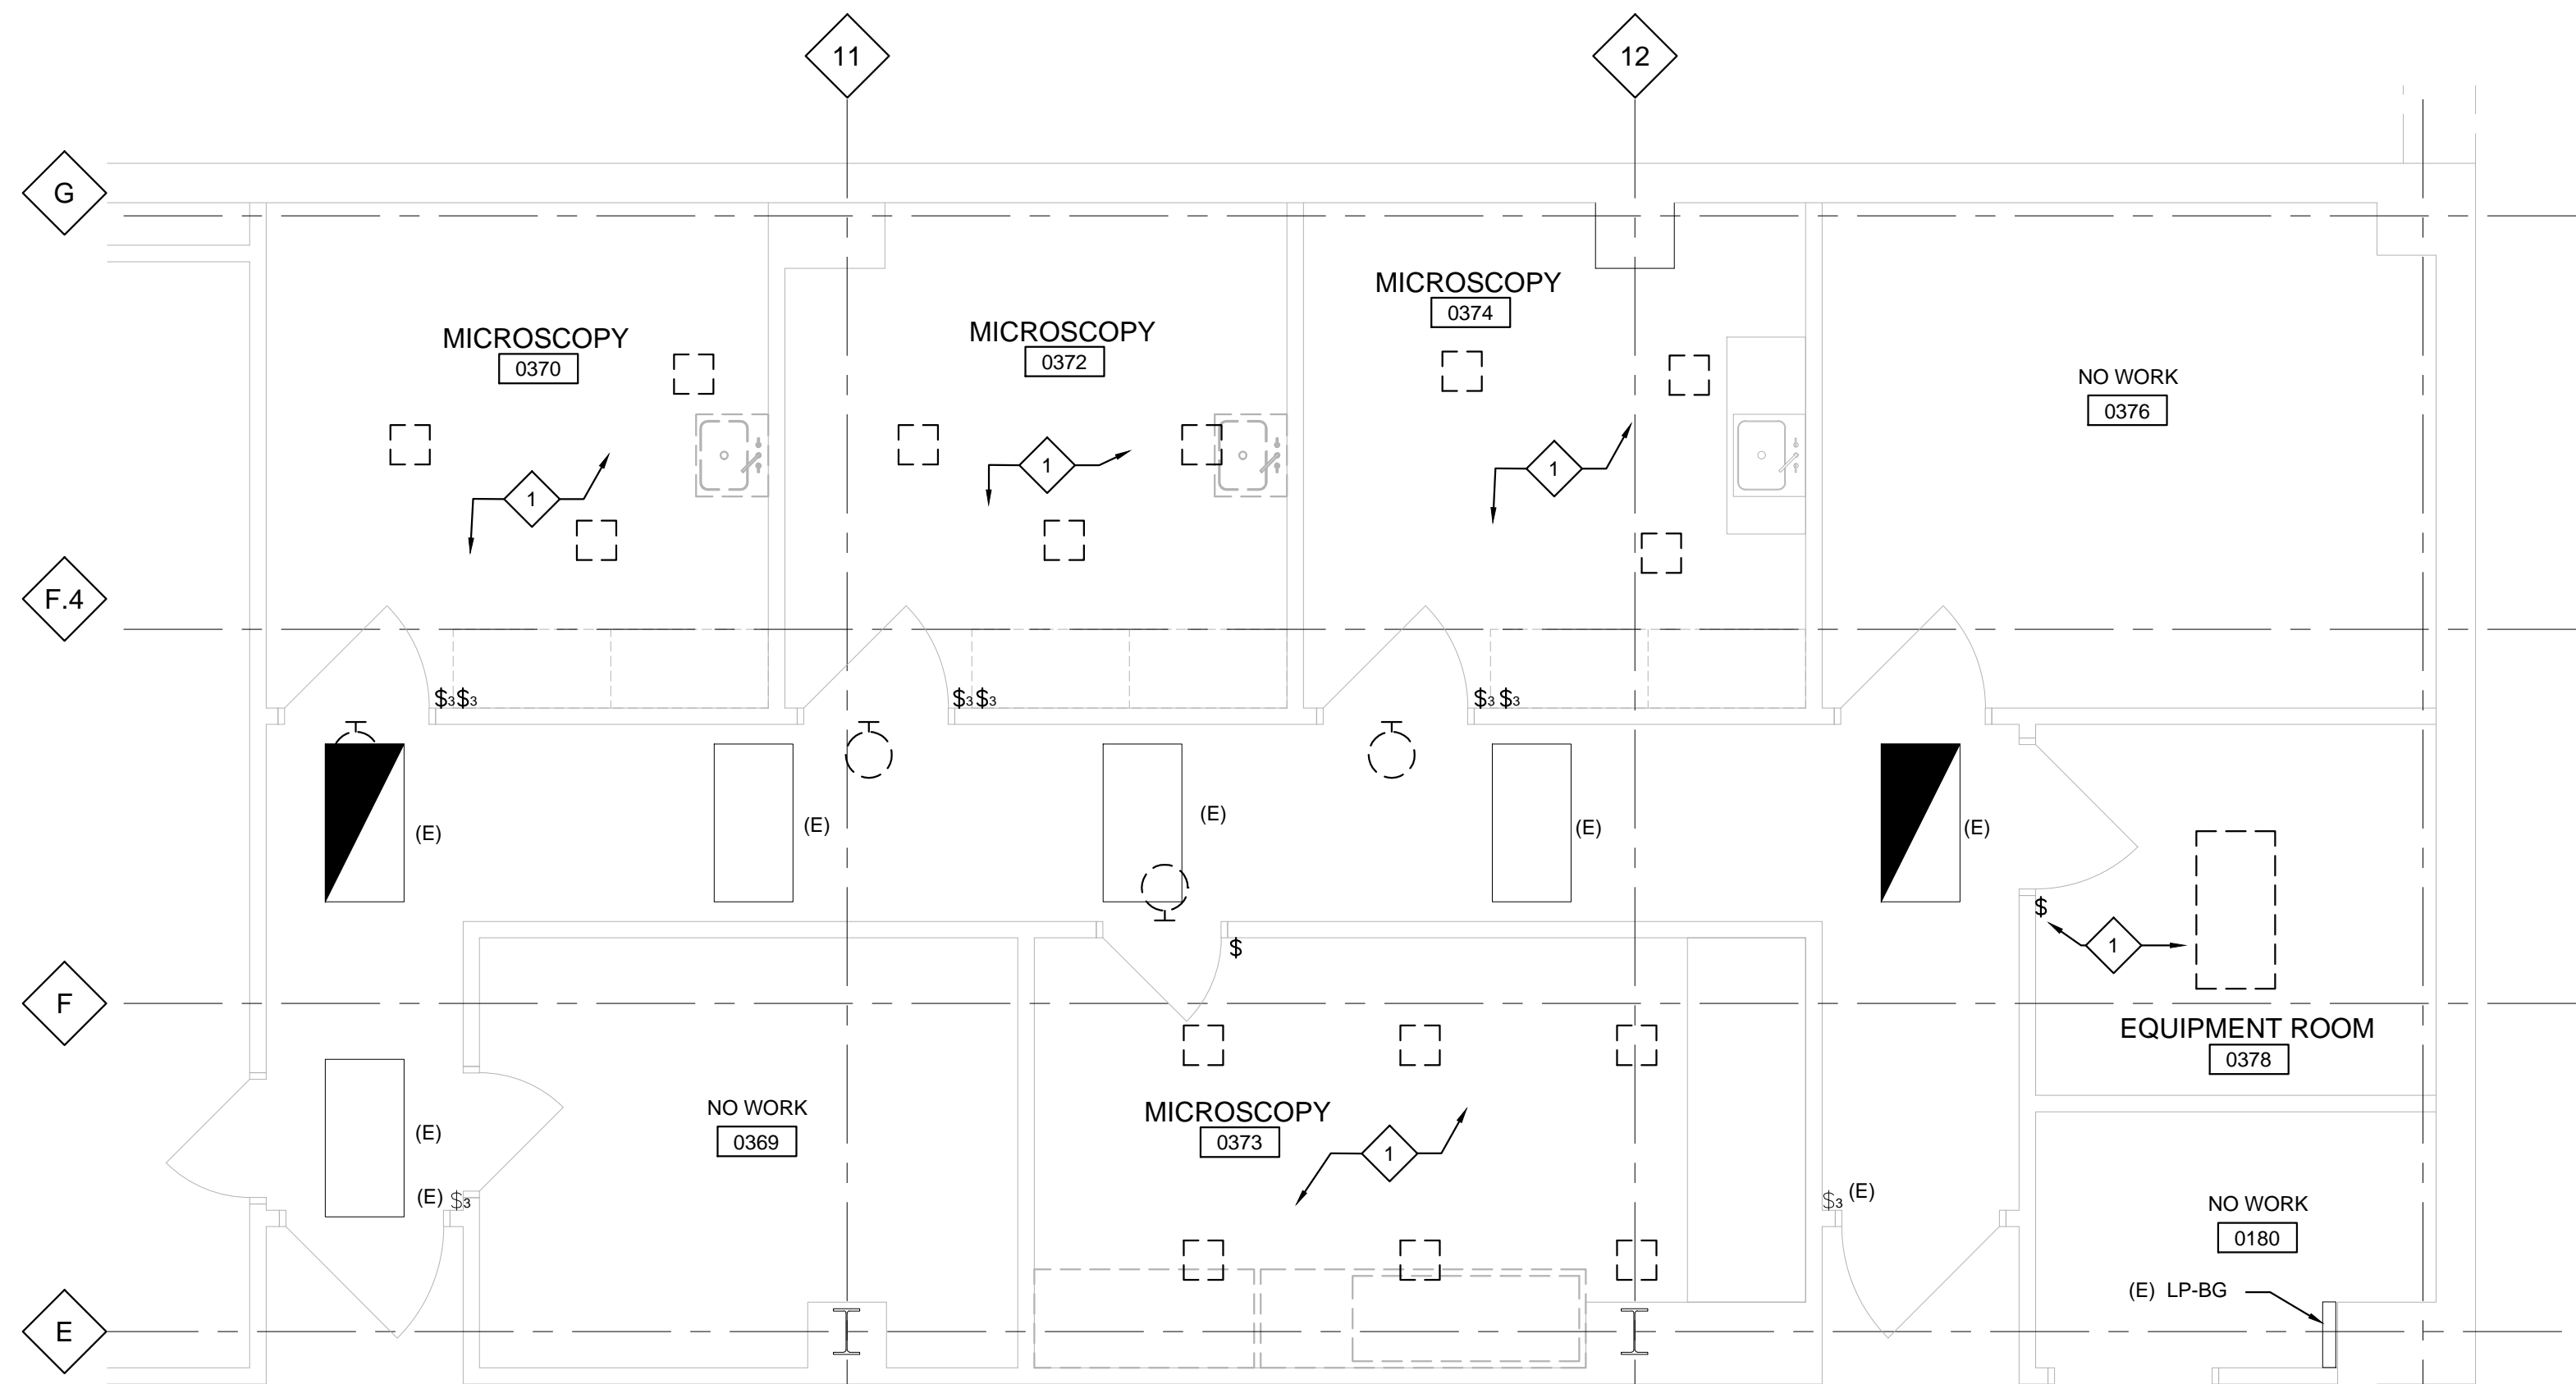 11
12
G
MICROSCOPY
0374
MICROSCOPY
0372
MICROSCOPY
0370
NO WORK
0376
1
1
1
F.4
$3 $3
$3 $3
$3 $3
(E)
(E)
(E)
(E)
(E)
$
1
$
F
EQUIPMENT ROOM
0378
NO WORK
0369
MICROSCOPY
0373
1
(E)
(E) $3
$3 (E)
NO WORK
0180
(E) LP-BG
E